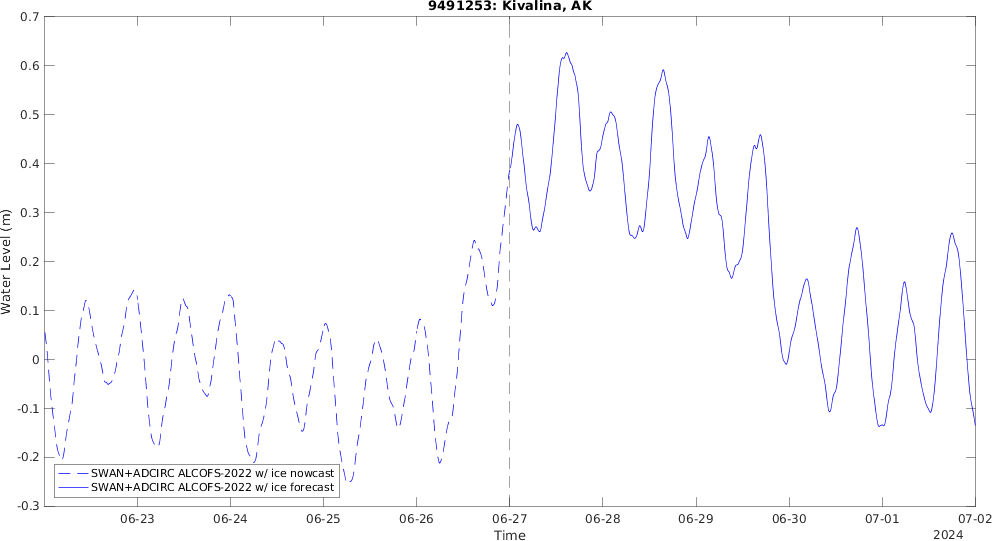 9491253: Kivalina, AK
Water Level (m)
0.7
0.6
0.5
0.4
0.3
0.2
0.1
0
-0.1
-0.2
-0.3
SWAN+ADCIRC ALCOFS-2022 w/ ice nowcast
SWAN+ADCIRC ALCOFS-2022 w/ ice forecast
06-23 06-24 06-25 06-26 06-27 06-28 06-29 06-30 07-01 07-02
Time
2024